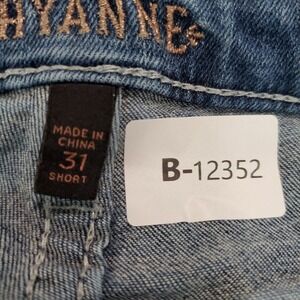 HYANNE
MADE IN
CHINA
31
SHORT
B-12352